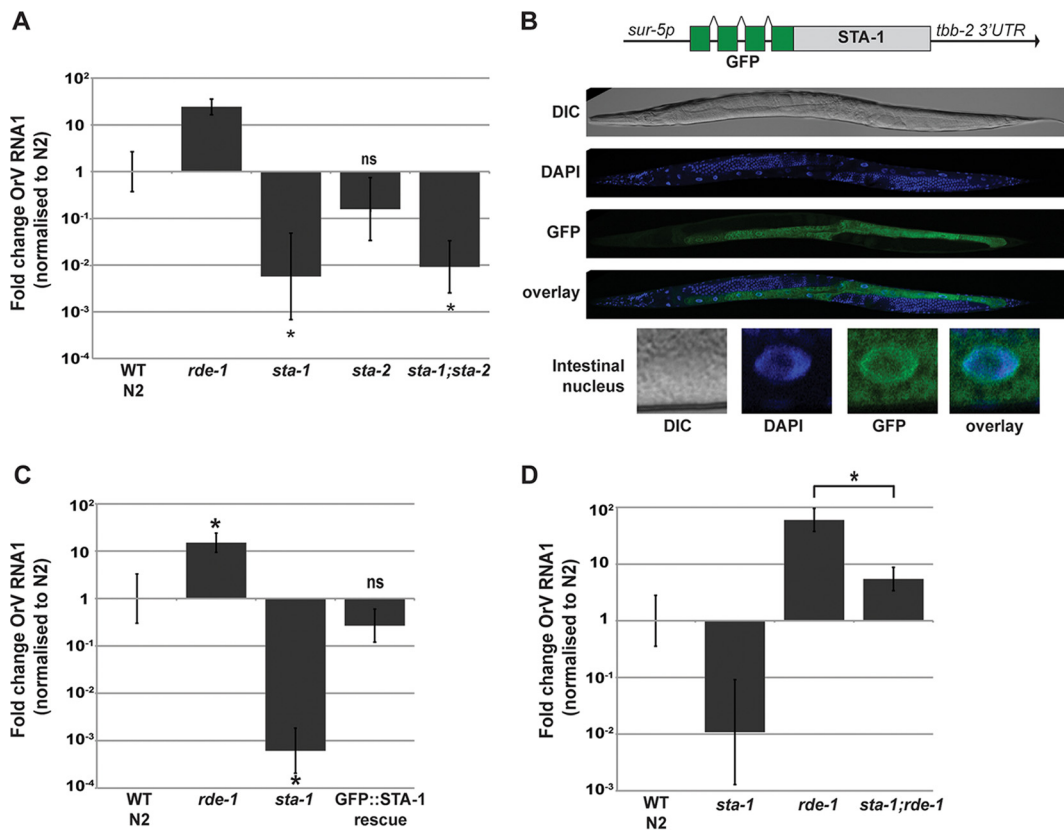 A
Fold change OrV RNA1
(normalised to N2)
10²
10
1
10⁻¹
10⁻²
10⁻³
10⁻⁴
ns
*
*
WT
N2
rde-1
sta-1
sta-2
sta-1;sta-2
B
sur-5p
STA-1
tbb-2 3'UTR
GFP
DIC
DAPI
GFP
overlay
Intestinal
nucleus
DIC
DAPI
GFP
overlay
C
Fold change OrV RNA1
(normalised to N2)
10²
10
1
10⁻¹
10⁻²
10⁻³
10⁻⁴
*
*
ns
WT
N2
rde-1
sta-1
GFP::STA-1
rescue
D
Fold change OrV RNA1
(normalised to N2)
10²
10
1
10⁻¹
10⁻²
10⁻³
*
WT
N2
sta-1
rde-1
sta-1;rde-1